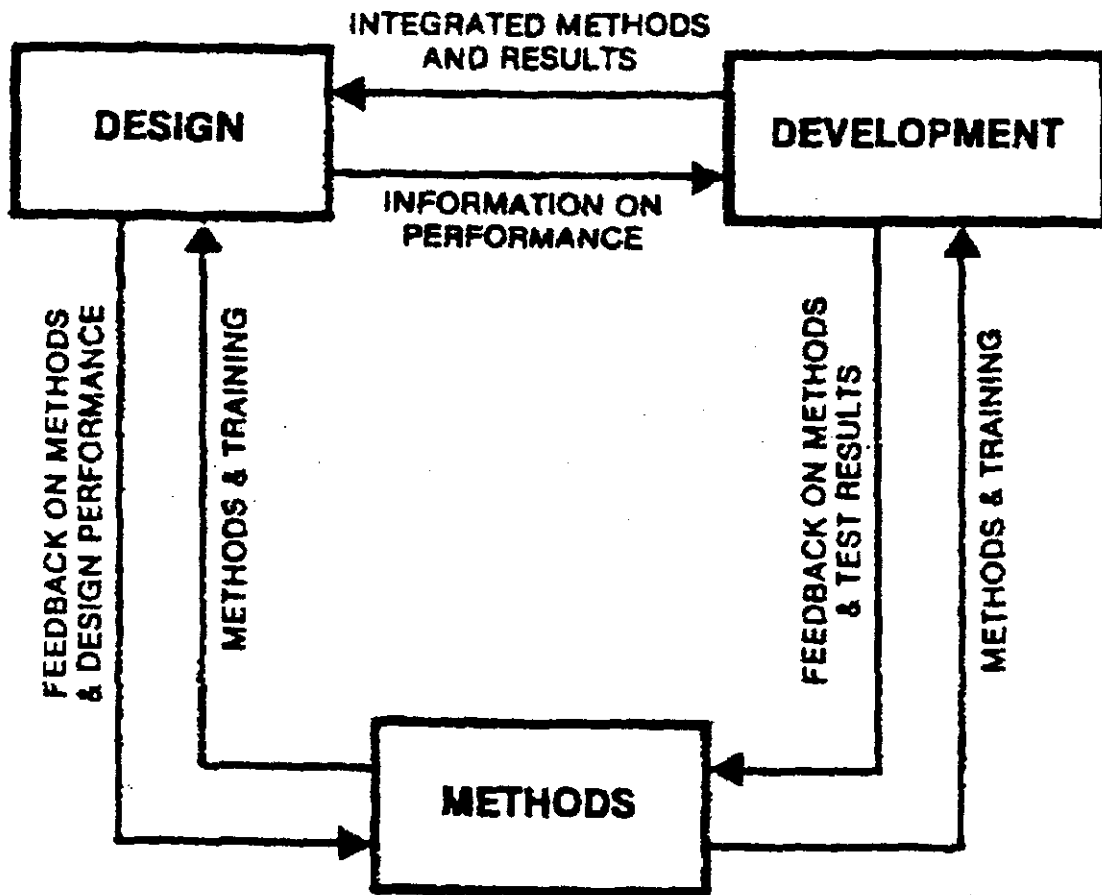 INTEGRATED METHODS
AND RESULTS
DESIGN
DEVELOPMENT
INFORMATION ON
PERFORMANCE
FEEDBACK ON METHODS
& DESIGN PERFORMANCE
METHODS & TRAINING
FEEDBACK ON METHODS
& TEST RESULTS
METHODS & TRAINING
METHODS